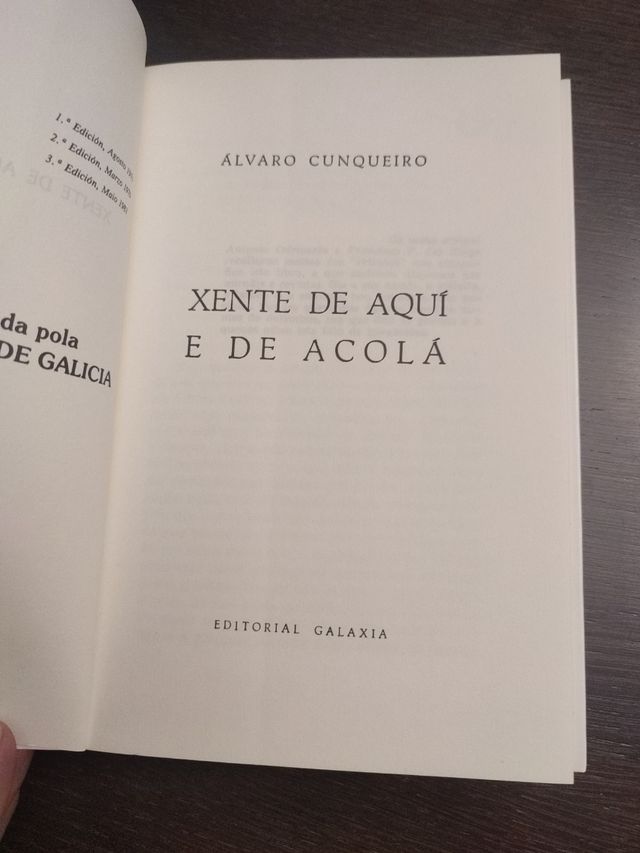 1.ª Edición, Agosto
2.ª Edición, Marzo
3.ª Edición, Maio 1981
da pola
DE GALICIA
ÁLVARO CUNQUEIRO
XENTE DE AQUÍ
E DE ACOLÁ
EDITORIAL GALAXIA